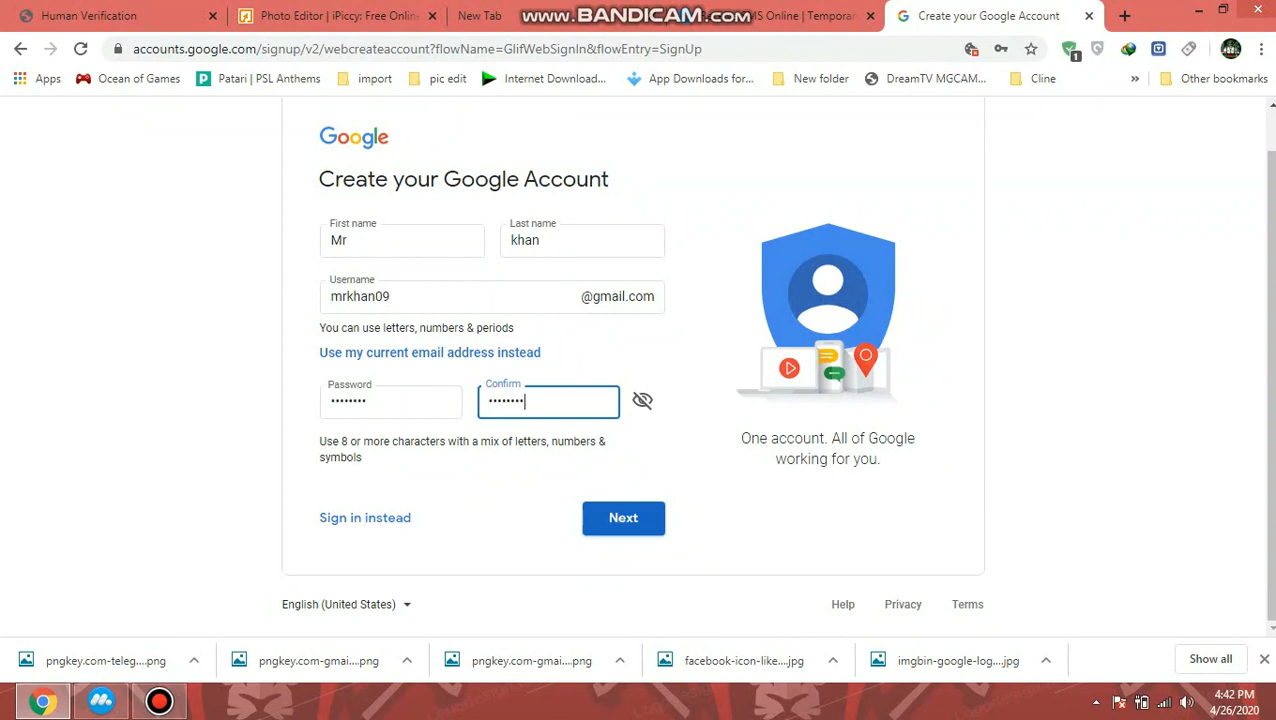 Human Verification
Photo Editor | iPiccy: Free Online
New Tab
www.BANDICAM.com
MS Online | Tempora
Create your Google Account
accounts.google.com/signup/v2/webcreateaccount?flowName=GlifWebSignIn&flowEntry=SignUp
1
Apps
Ocean of Games
Patari | PSL Anthems
import
pic edit
Internet Download...
App Downloads for...
New folder
DreamTV MGCAM...
Cline
»
Other bookmarks
Google
Create your Google Account
First name
Last name
Mr
khan
Username
mrkhan09
@gmail.com
You can use letters, numbers & periods
Use my current email address instead
Password
Confirm
••••••••
••••••••
Use 8 or more characters with a mix of letters, numbers &
symbols
One account. All of Google
working for you.
Sign in instead
Next
English (United States)
Help
Privacy
Terms
pngkey.com-teleg....png
pngkey.com-gmai....png
pngkey.com-gmai....png
facebook-icon-like....jpg
imgbin-google-log....jpg
Show all
4:42 PM
4/26/2020